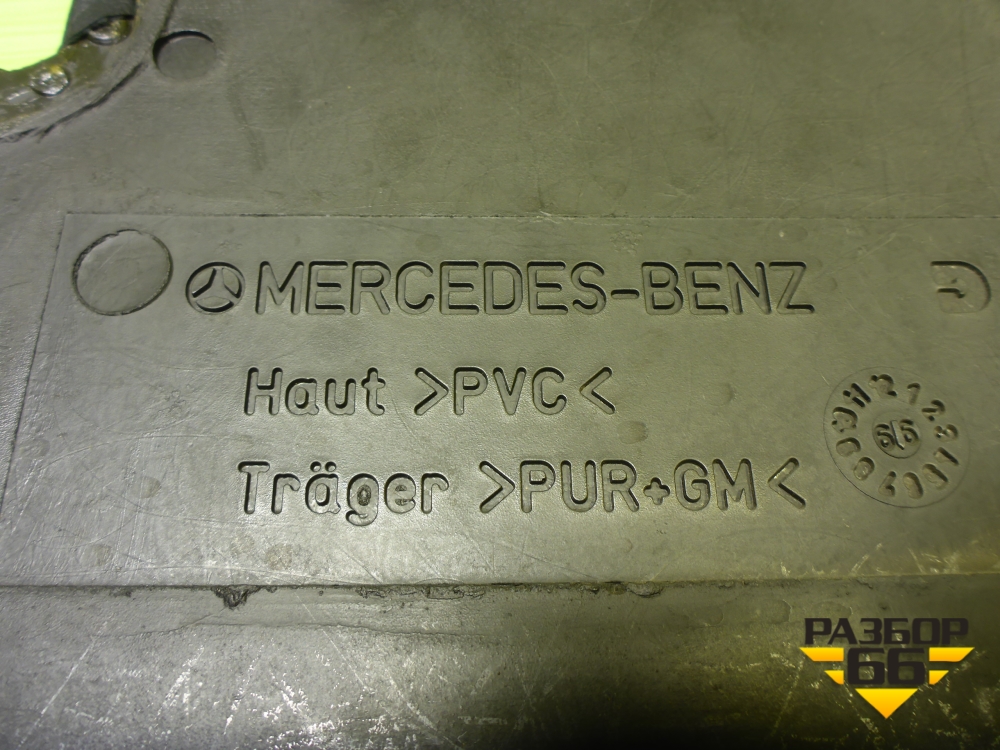 MERCEDES-BENZ
Haut >PVC<
Träger >PUR+GM<
РАЗБОР
66